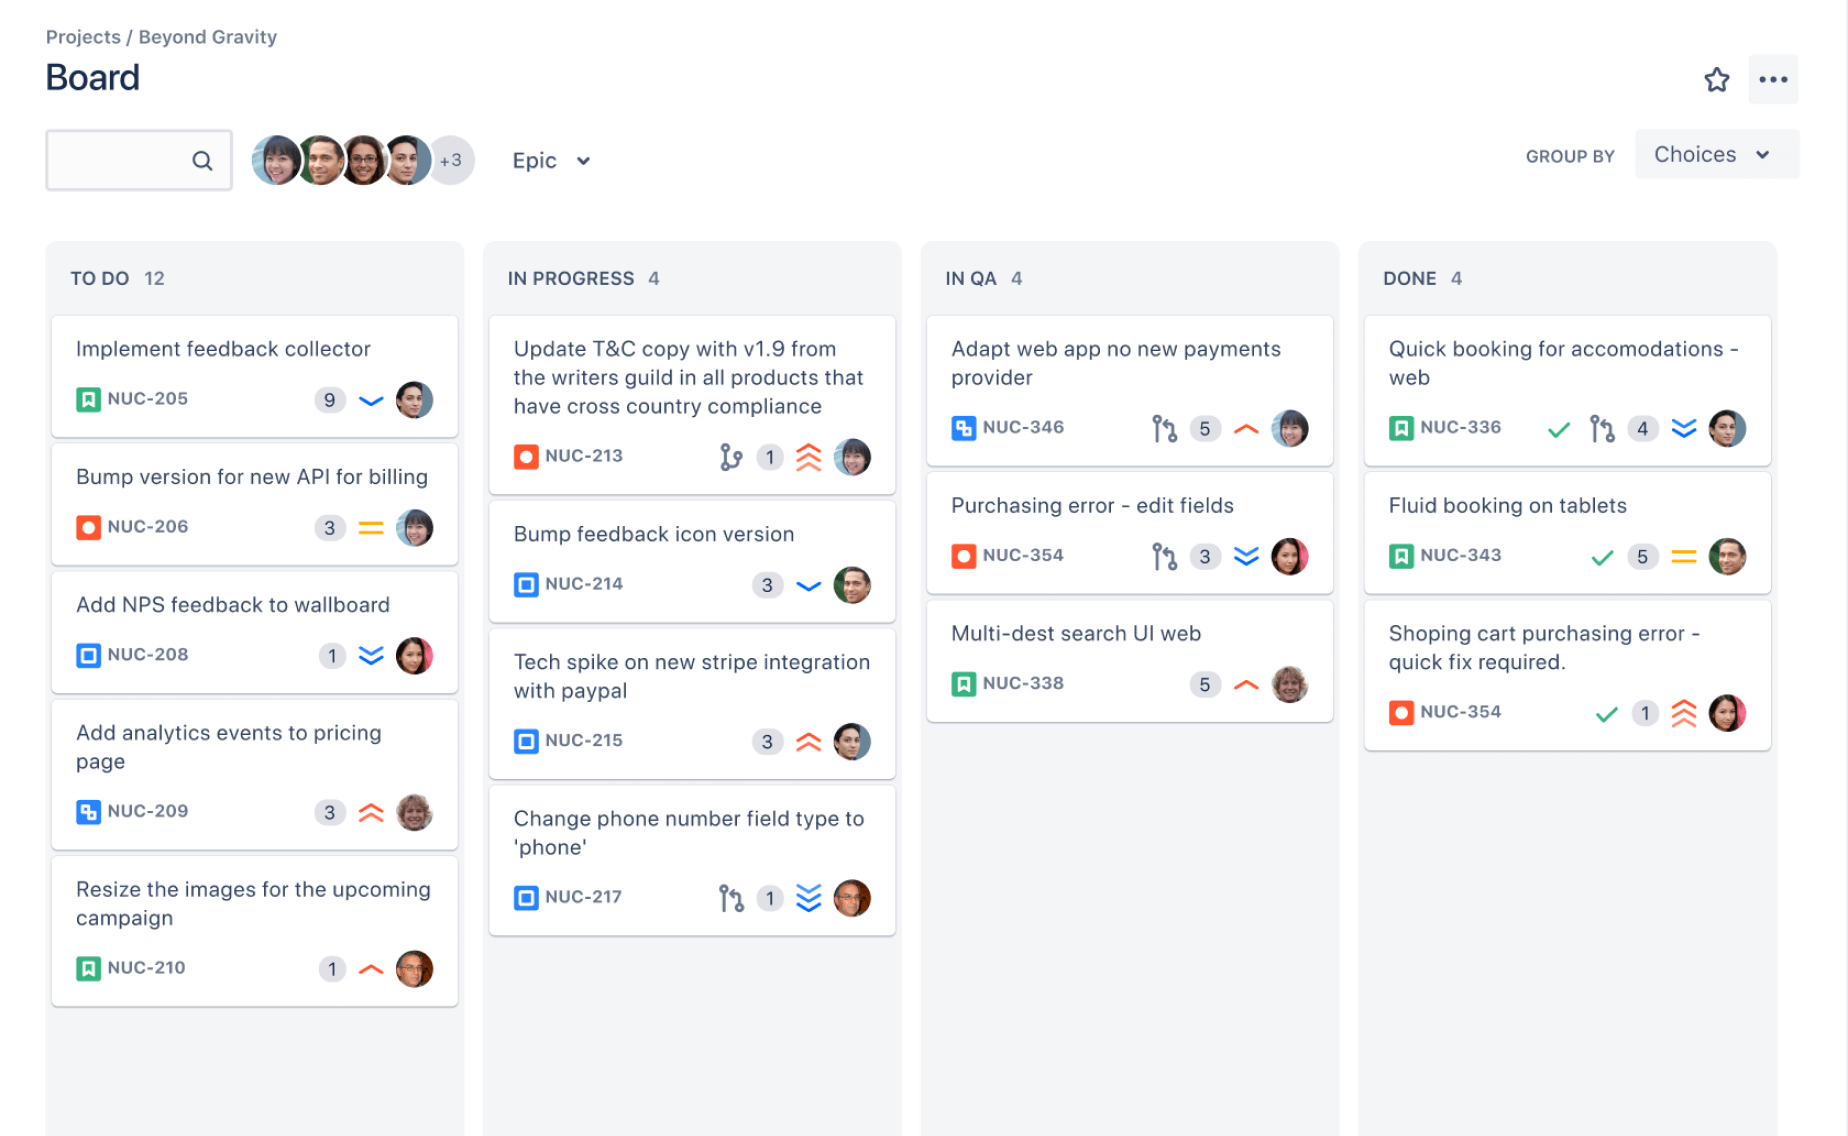 Projects / Beyond Gravity
Board
+3
Epic
GROUP BY
Choices
TO DO 12
Implement feedback collector
NUC-205
9
Bump version for new API for billing
NUC-206
3
Add NPS feedback to wallboard
NUC-208
1
Add analytics events to pricing
page
NUC-209
3
Resize the images for the upcoming
campaign
NUC-210
1
IN PROGRESS 4
Update T&C copy with v1.9 from
the writers guild in all products that
have cross country compliance
NUC-213
1
Bump feedback icon version
NUC-214
3
Tech spike on new stripe integration
with paypal
NUC-215
3
Change phone number field type to
'phone'
NUC-217
1
IN QA 4
Adapt web app no new payments
provider
NUC-346
5
Purchasing error - edit fields
NUC-354
3
Multi-dest search UI web
NUC-338
5
DONE 4
Quick booking for accomodations -
web
NUC-336
4
Fluid booking on tablets
NUC-343
5
Shoping cart purchasing error -
quick fix required.
NUC-354
1